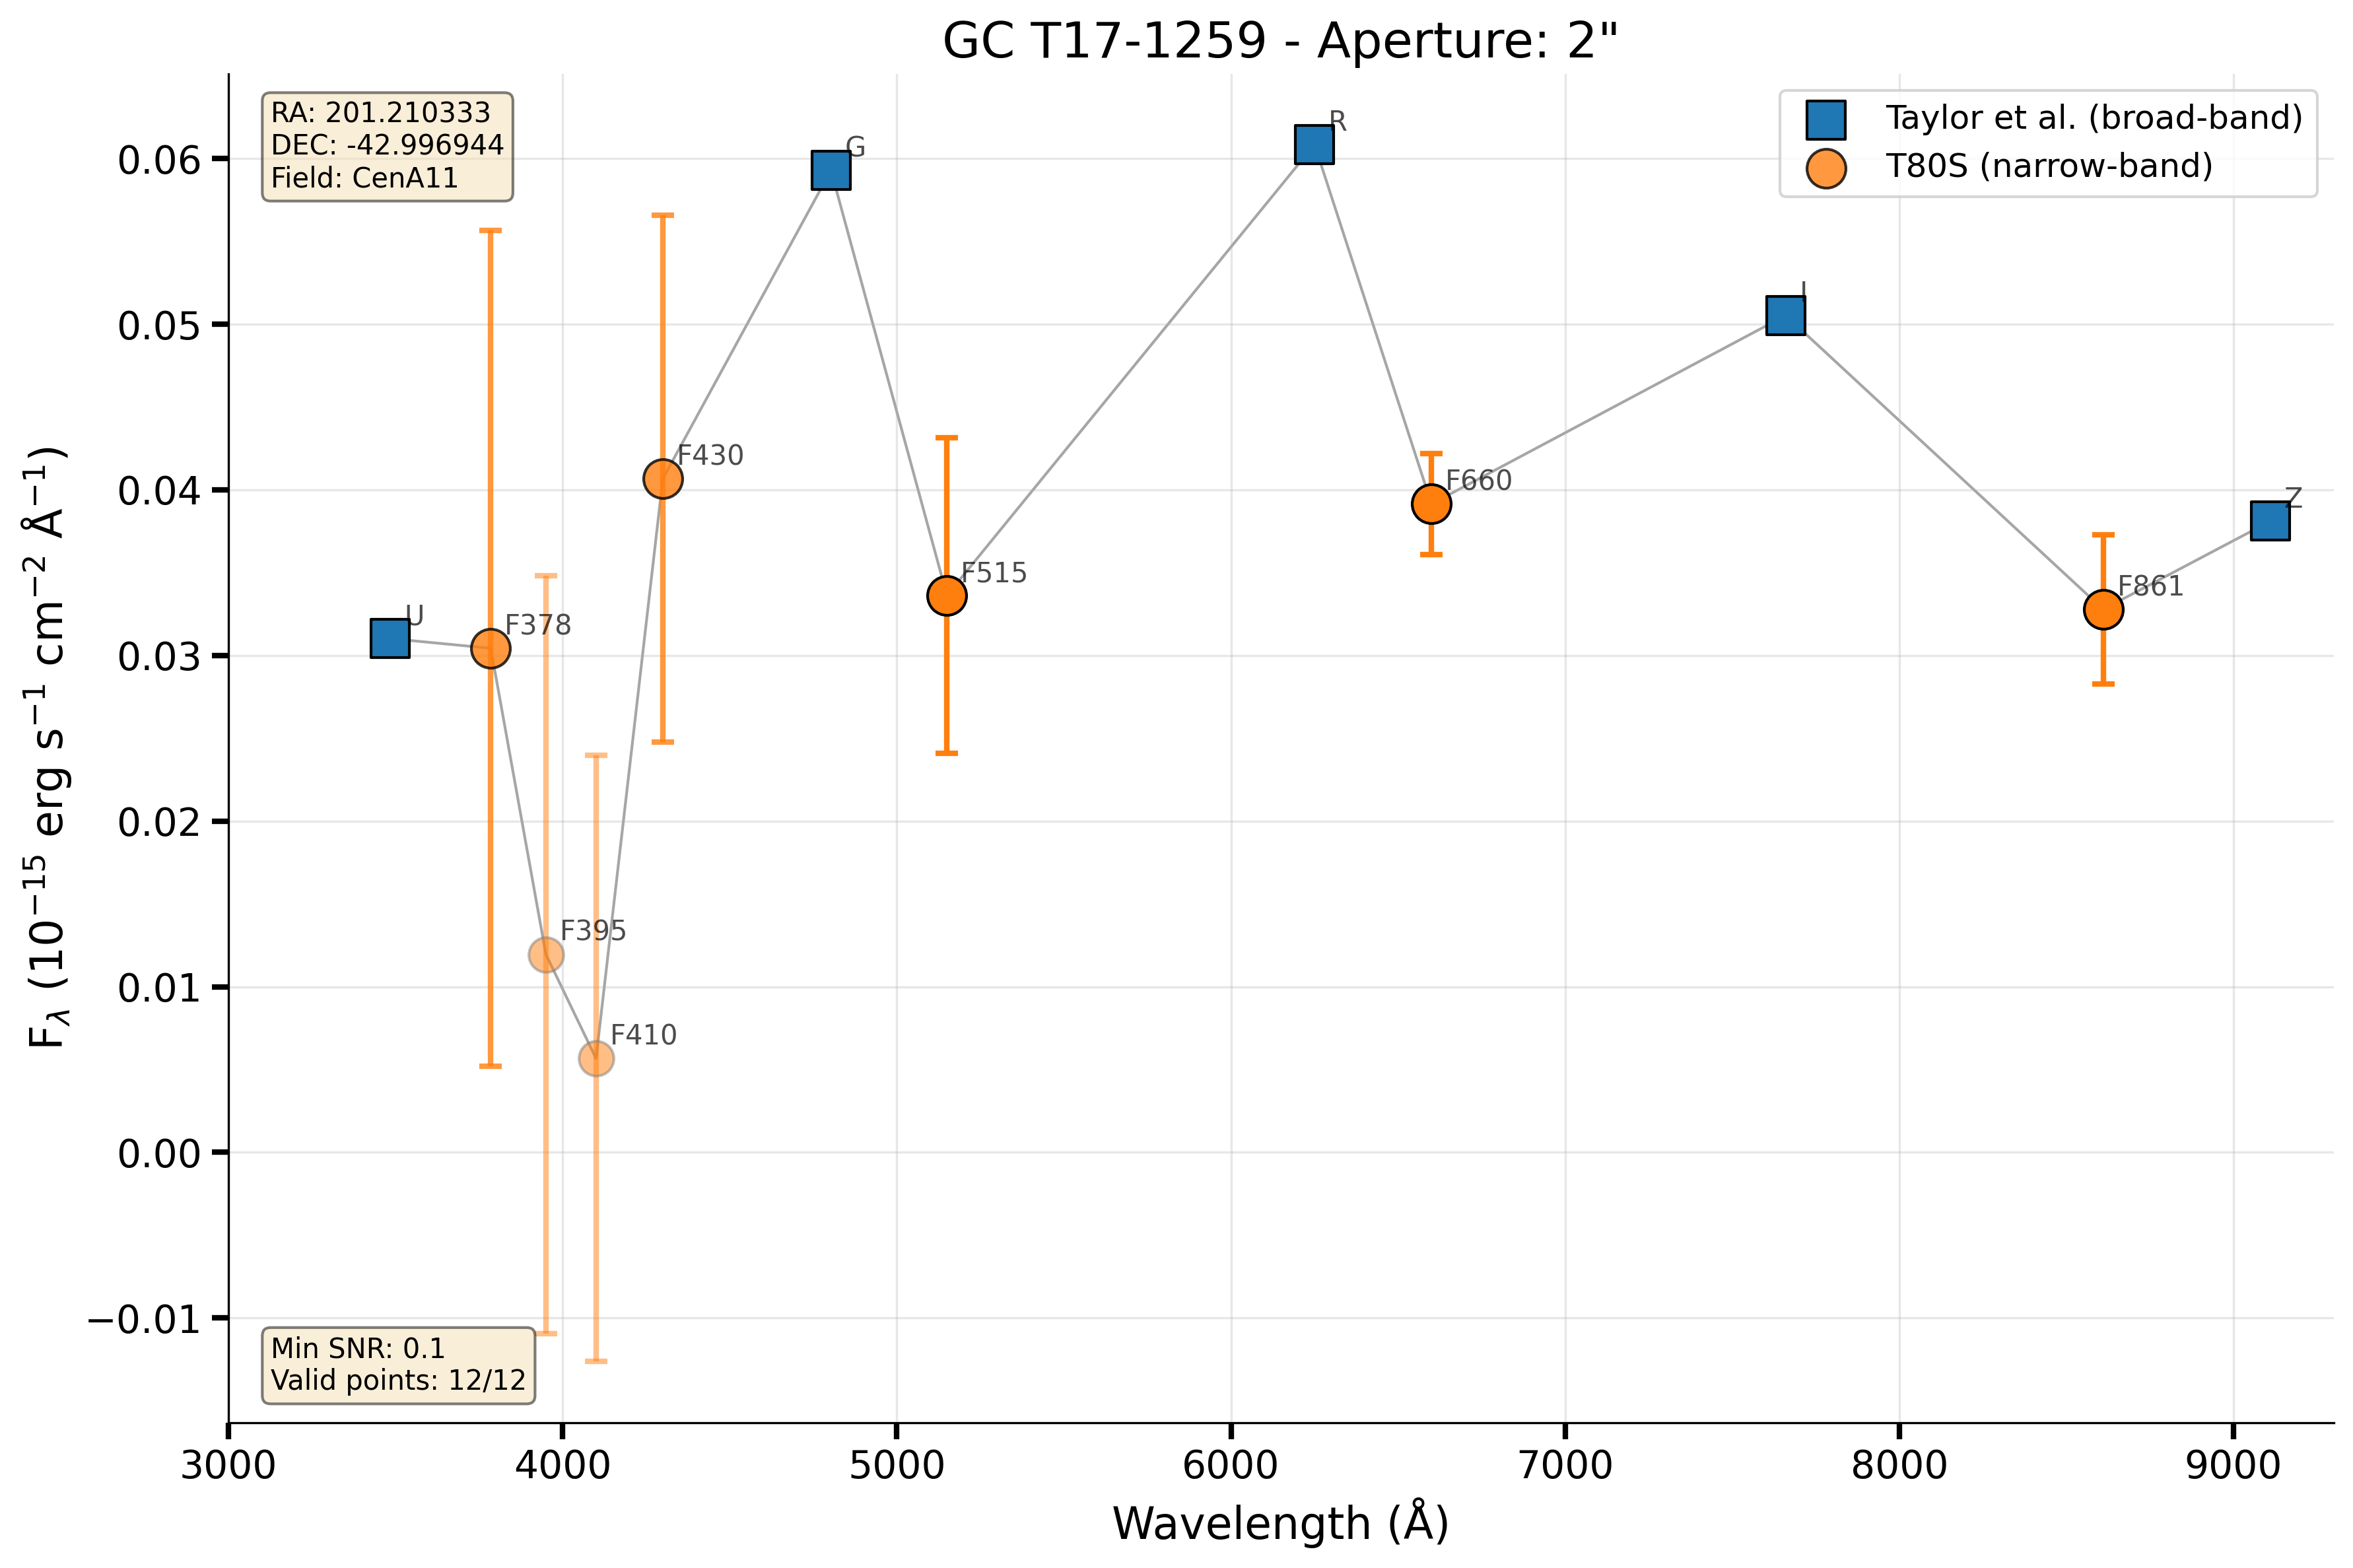 GC T17-1259 - Aperture: 2"
RA: 201.210333
DEC: -42.996944
Field: CenA11
Taylor et al. (broad-band)
T80S (narrow-band)
F_λ (10⁻¹⁵ erg s⁻¹ cm⁻² Å⁻¹)
0.06
0.05
0.04
0.03
0.02
0.01
0.00
−0.01
U
F378
F395
F410
F430
G
F515
R
F660
I
F861
Z
Min SNR: 0.1
Valid points: 12/12
3000 4000 5000 6000 7000 8000 9000
Wavelength (Å)